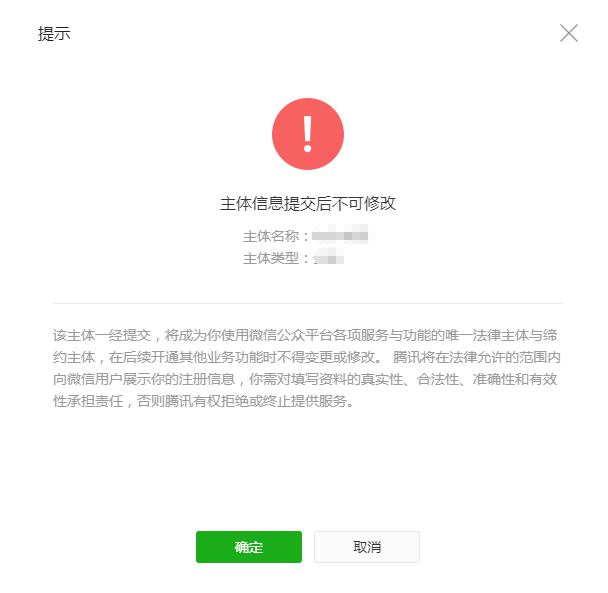 提示
主体信息提交后不可修改
主体名称：
主体类型：
该主体一经提交，将成为你使用微信公众平台各项服务与功能的唯一法律主体与缔
约主体，在后续开通其他业务功能时不得变更或修改。 腾讯将在法律允许的范围内
向微信用户展示你的注册信息，你需对填写资料的真实性、合法性、准确性和有效
性承担责任，否则腾讯有权拒绝或终止提供服务。
确定 取消